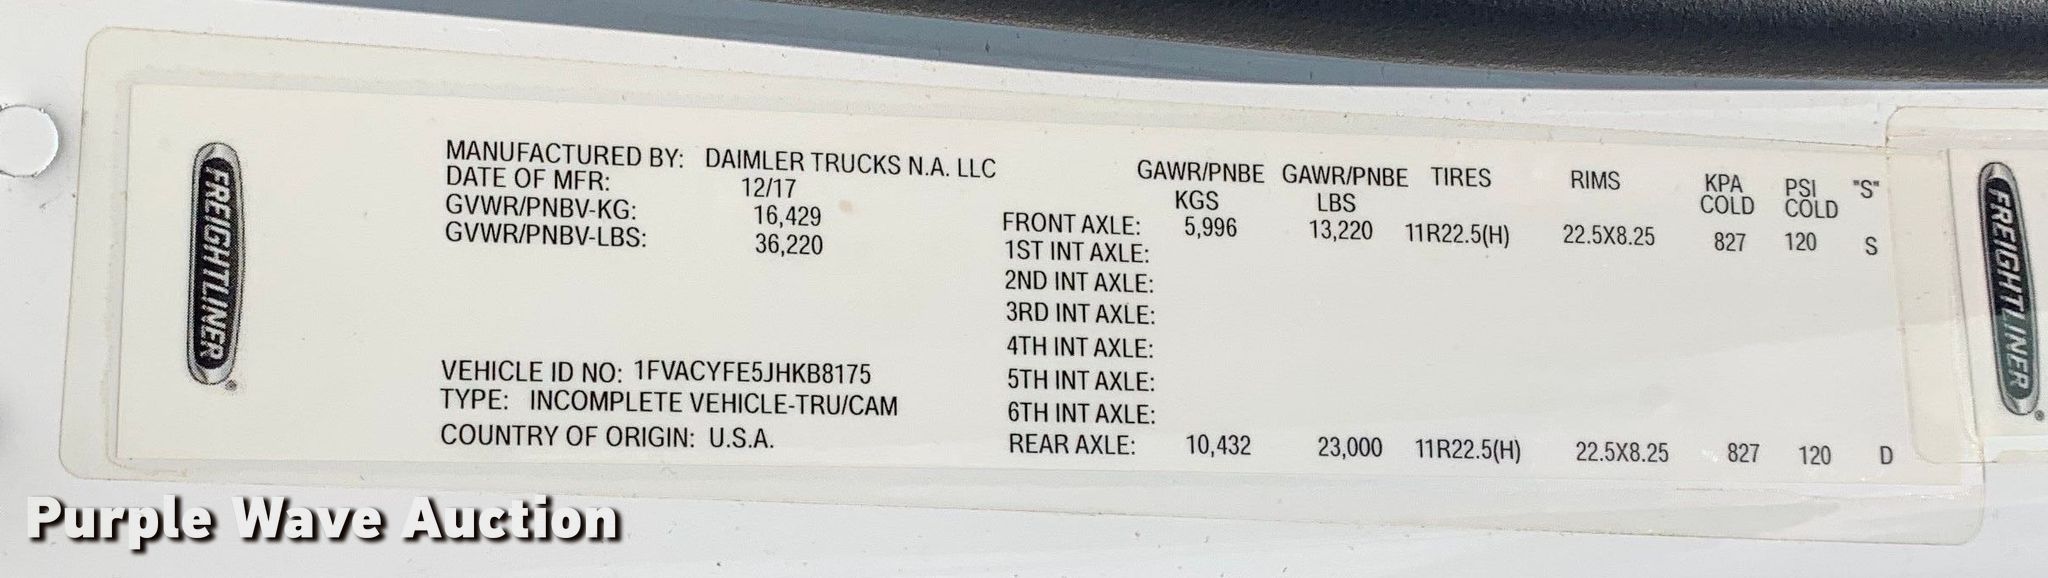 FREIGHTLINER
MANUFACTURED BY: DAIMLER TRUCKS N.A. LLC
DATE OF MFR: 12/17
GVWR/PNBV-KG: 16,429
GVWR/PNBV-LBS: 36,220
VEHICLE ID NO: 1FVACYFE5JHKB8175
TYPE: INCOMPLETE VEHICLE-TRU/CAM
COUNTRY OF ORIGIN: U.S.A.
GAWR/PNBE KGS GAWR/PNBE LBS TIRES RIMS KPA COLD PSI COLD "S"
FRONT AXLE: 5,996 13,220 11R22.5(H) 22.5X8.25 827 120 S
1ST INT AXLE:
2ND INT AXLE:
3RD INT AXLE:
4TH INT AXLE:
5TH INT AXLE:
6TH INT AXLE:
REAR AXLE: 10,432 23,000 11R22.5(H) 22.5X8.25 827 120 D
FREIGHTLINER
Purple Wave Auction